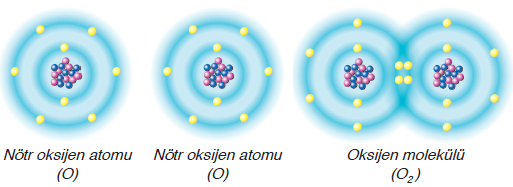 Nötr oksijen atomu
(O)
Nötr oksijen atomu
(O)
Oksijen molekülü
(O₂)